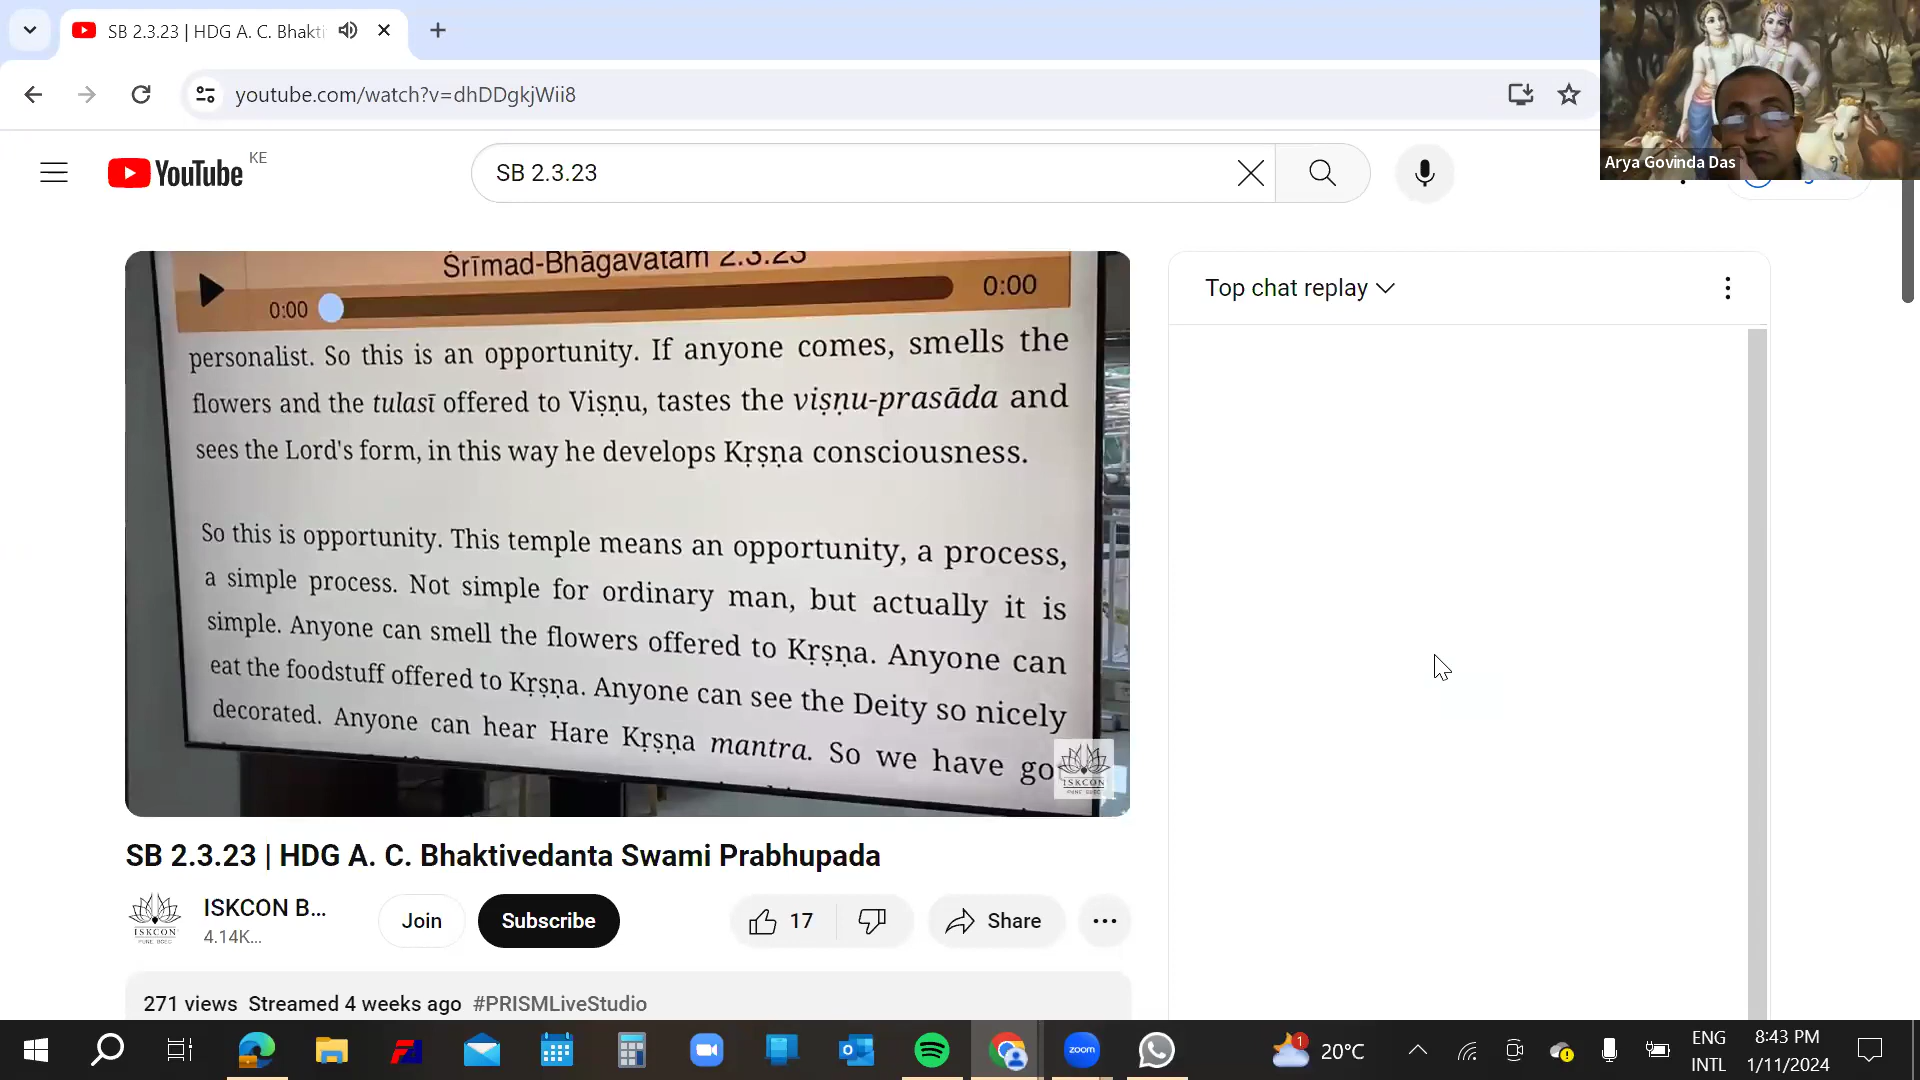 SB 2.3.23 | HDG A. C. Bhakti
youtube.com/watch?v=dhDDgkjWii8
YouTube KE
SB 2.3.23
Arya Govinda Das
Śrīmad-Bhāgavatam 2.3.23
0:00 0:00
personalist. So this is an opportunity. If anyone comes, smells the
flowers and the tulasī offered to Viṣṇu, tastes the viṣṇu-prasāda and
sees the Lord's form, in this way he develops Kṛṣṇa consciousness.
So this is opportunity. This temple means an opportunity, a process,
a simple process. Not simple for ordinary man, but actually it is
simple. Anyone can smell the flowers offered to Kṛṣṇa. Anyone can
eat the foodstuff offered to Kṛṣṇa. Anyone can see the Deity so nicely
decorated. Anyone can hear Hare Kṛṣṇa mantra. So we have go
ISKCON
Top chat replay
SB 2.3.23 | HDG A. C. Bhaktivedanta Swami Prabhupada
ISKCON
ISKCON B...
4.14K...
Join
Subscribe
17
Share
271 views Streamed 4 weeks ago #PRISMLiveStudio
zoom
1
20°C
ENG
INTL
8:43 PM
1/11/2024